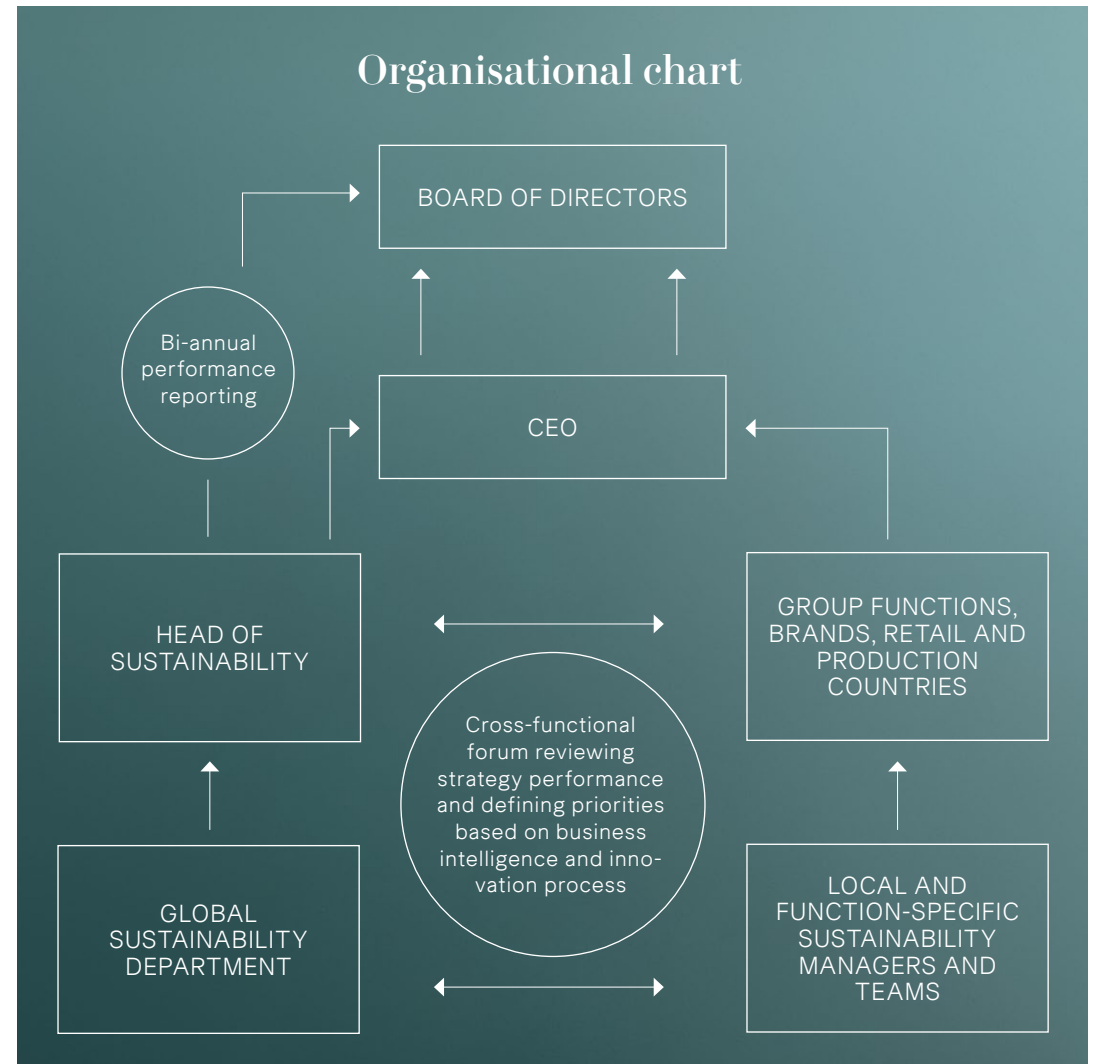 Organisational chart
BOARD OF DIRECTORS
Bi-annual
performance
reporting
CEO
HEAD OF
SUSTAINABILITY
GROUP FUNCTIONS,
BRANDS, RETAIL AND
PRODUCTION
COUNTRIES
Cross-functional
forum reviewing
strategy performance
and defining priorities
based on business
intelligence and inno-
vation process
GLOBAL
SUSTAINABILITY
DEPARTMENT
LOCAL AND
FUNCTION-SPECIFIC
SUSTAINABILITY
MANAGERS AND
TEAMS